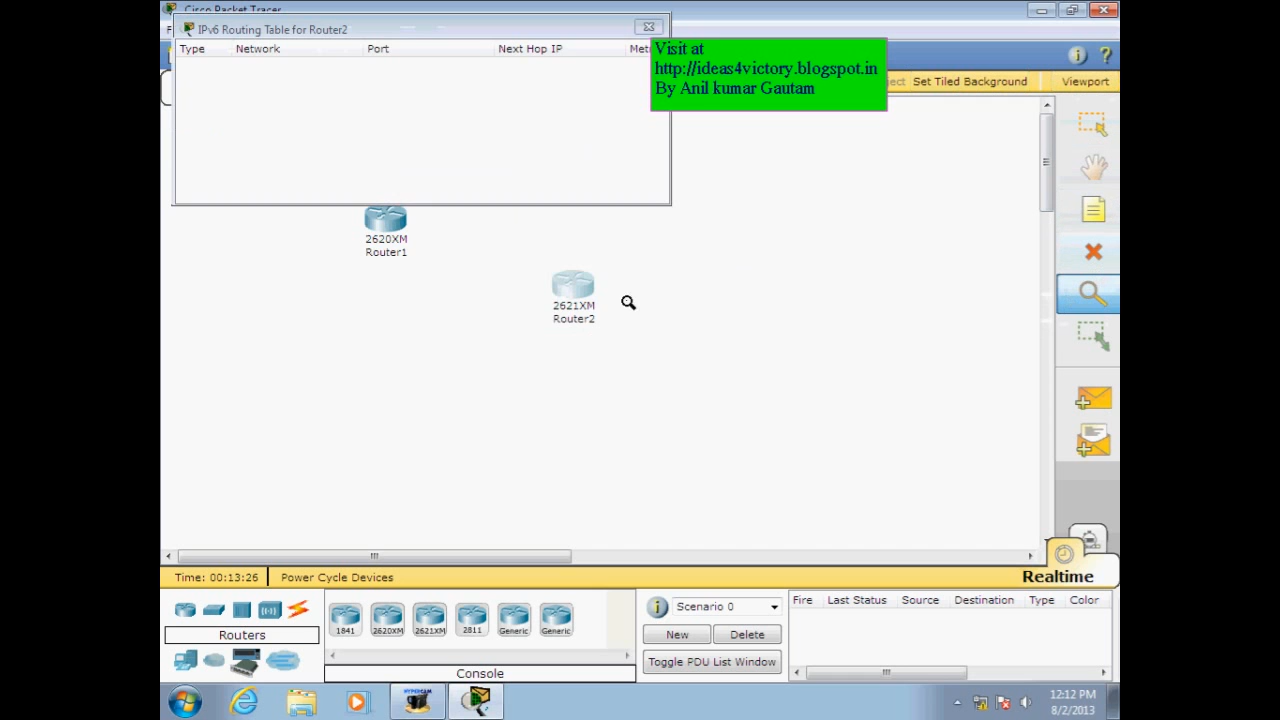 Cisco Packet Tracer
IPv6 Routing Table for Router2
Type Network Port Next Hop IP Metr
Visit at
http://ideas4victory.blogspot.in
By Anil kumar Gautam
Set Tiled Background Viewport
2620XM
Router1
2621XM
Router2
Time: 00:13:26 Power Cycle Devices
Realtime
Routers
1841 2620XM 2621XM 2811 Generic Generic
Console
Scenario 0
New Delete
Toggle PDU List Window
Fire Last Status Source Destination Type Color
12:12 PM
8/2/2013